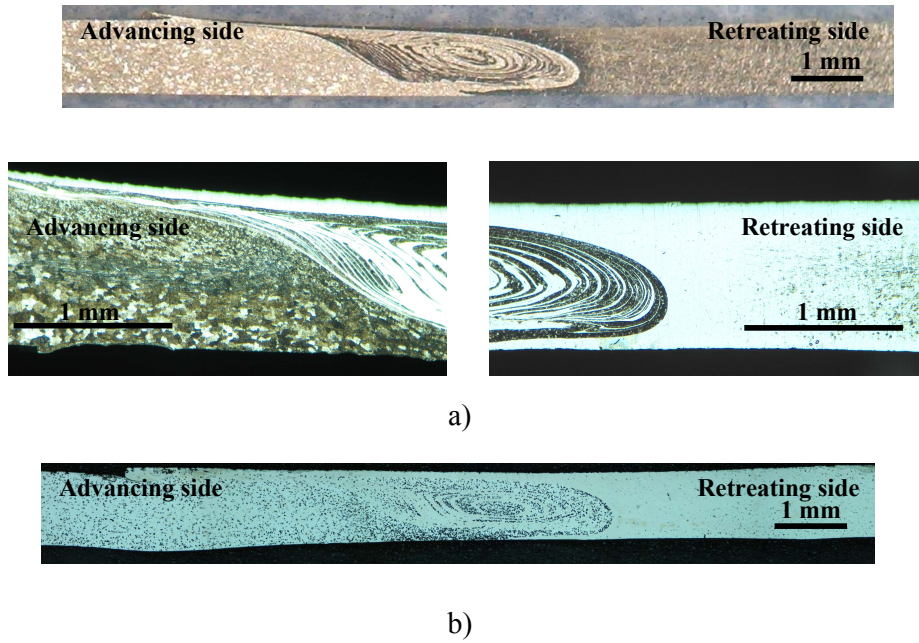 Advancing side
Retreating side
1 mm
Advancing side
1 mm
Retreating side
1 mm
a)
Advancing side
Retreating side
1 mm
b)